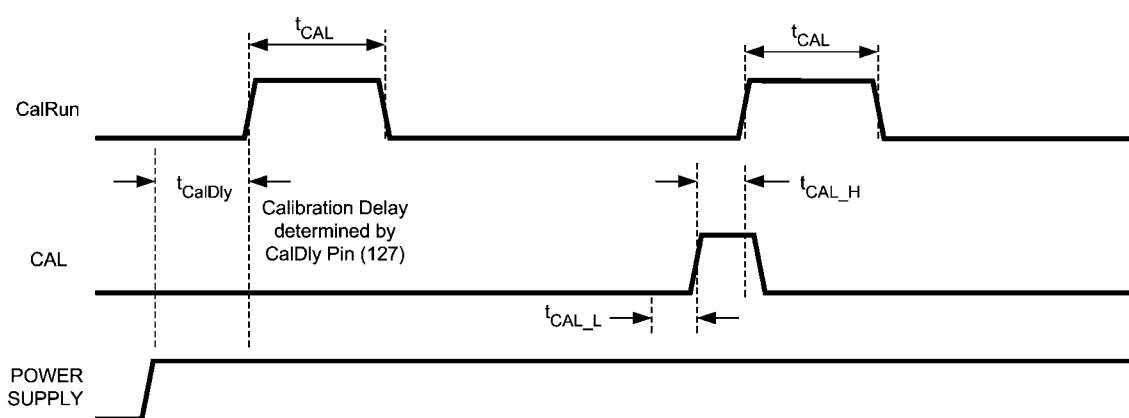 tCAL
tCAL
CalRun
tCalDly
tCAL_H
Calibration Delay
determined by
CalDly Pin (127)
CAL
tCAL_L
POWER
SUPPLY